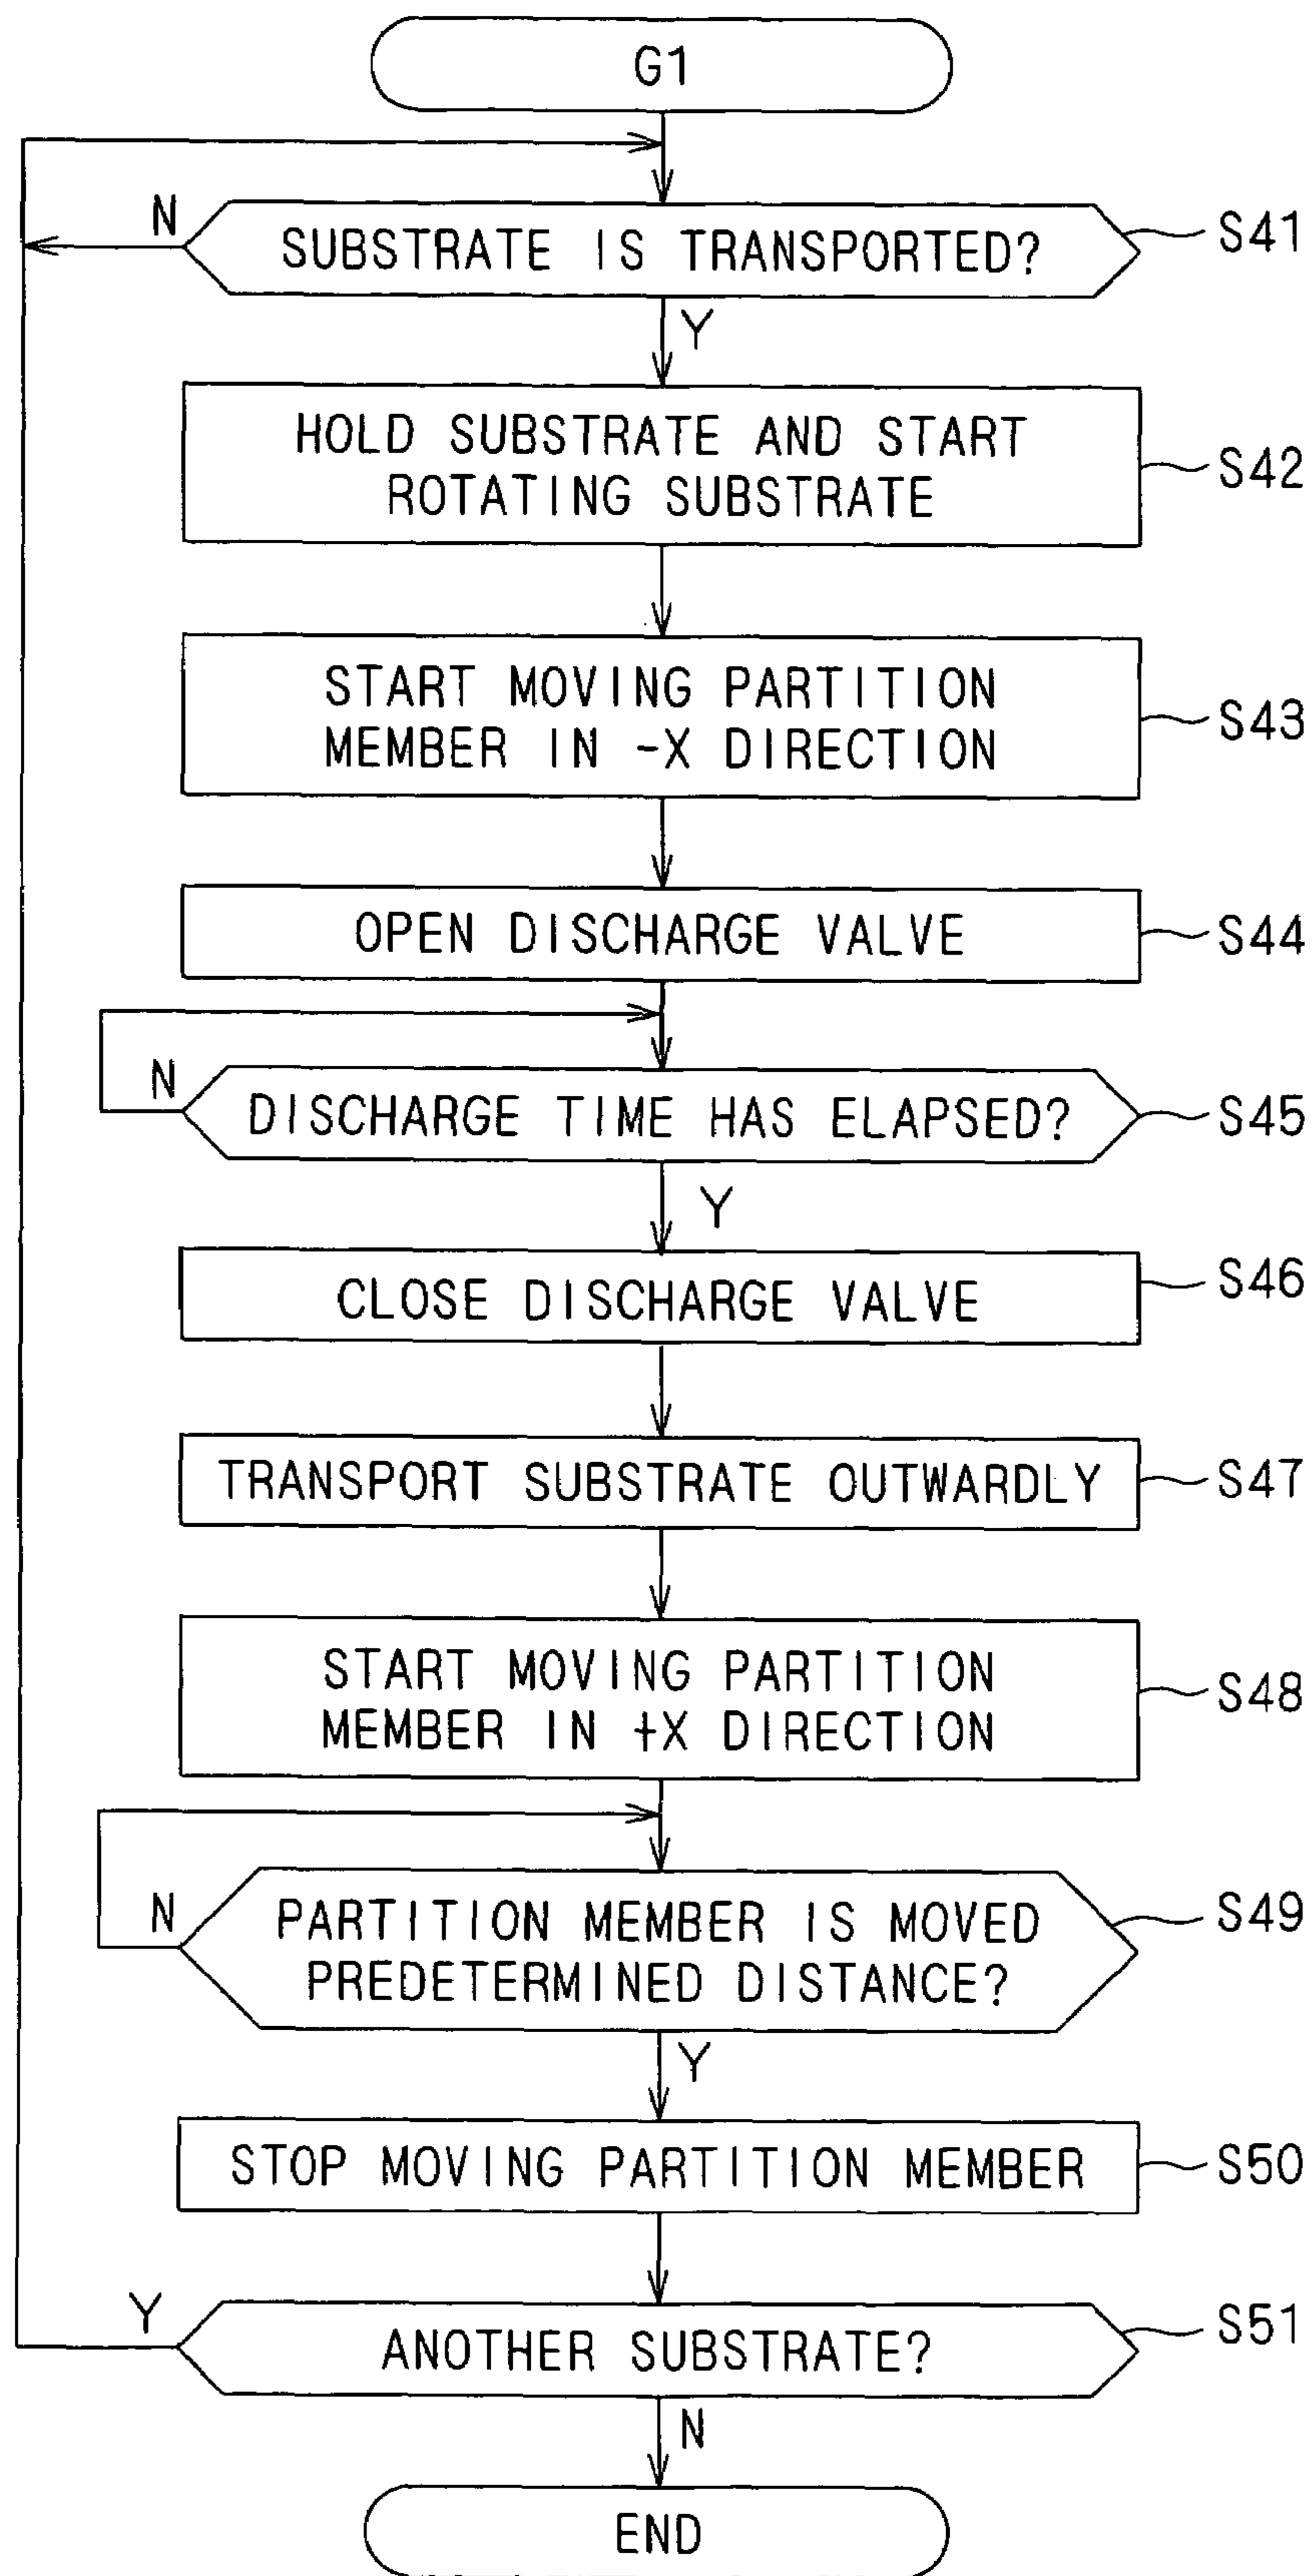 G1
N
SUBSTRATE IS TRANSPORTED?
S41
Y
HOLD SUBSTRATE AND START
ROTATING SUBSTRATE
S42
START MOVING PARTITION
MEMBER IN -X DIRECTION
S43
OPEN DISCHARGE VALVE
S44
N
DISCHARGE TIME HAS ELAPSED?
S45
Y
CLOSE DISCHARGE VALVE
S46
TRANSPORT SUBSTRATE OUTWARDLY
S47
START MOVING PARTITION
MEMBER IN +X DIRECTION
S48
N
PARTITION MEMBER IS MOVED
PREDETERMINED DISTANCE?
S49
Y
STOP MOVING PARTITION MEMBER
S50
Y
ANOTHER SUBSTRATE?
S51
N
END